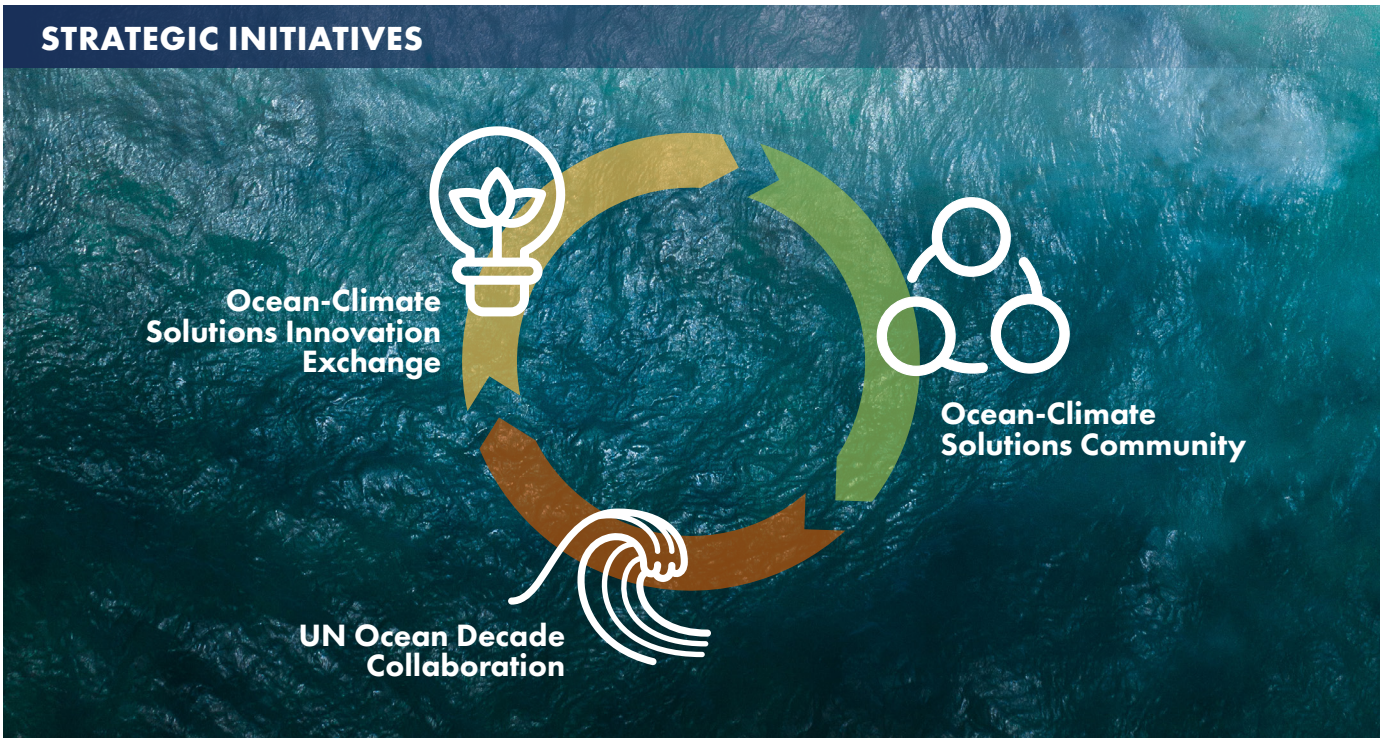 STRATEGIC INITIATIVES
Ocean-Climate
Solutions Innovation
Exchange
Ocean-Climate
Solutions Community
UN Ocean Decade
Collaboration